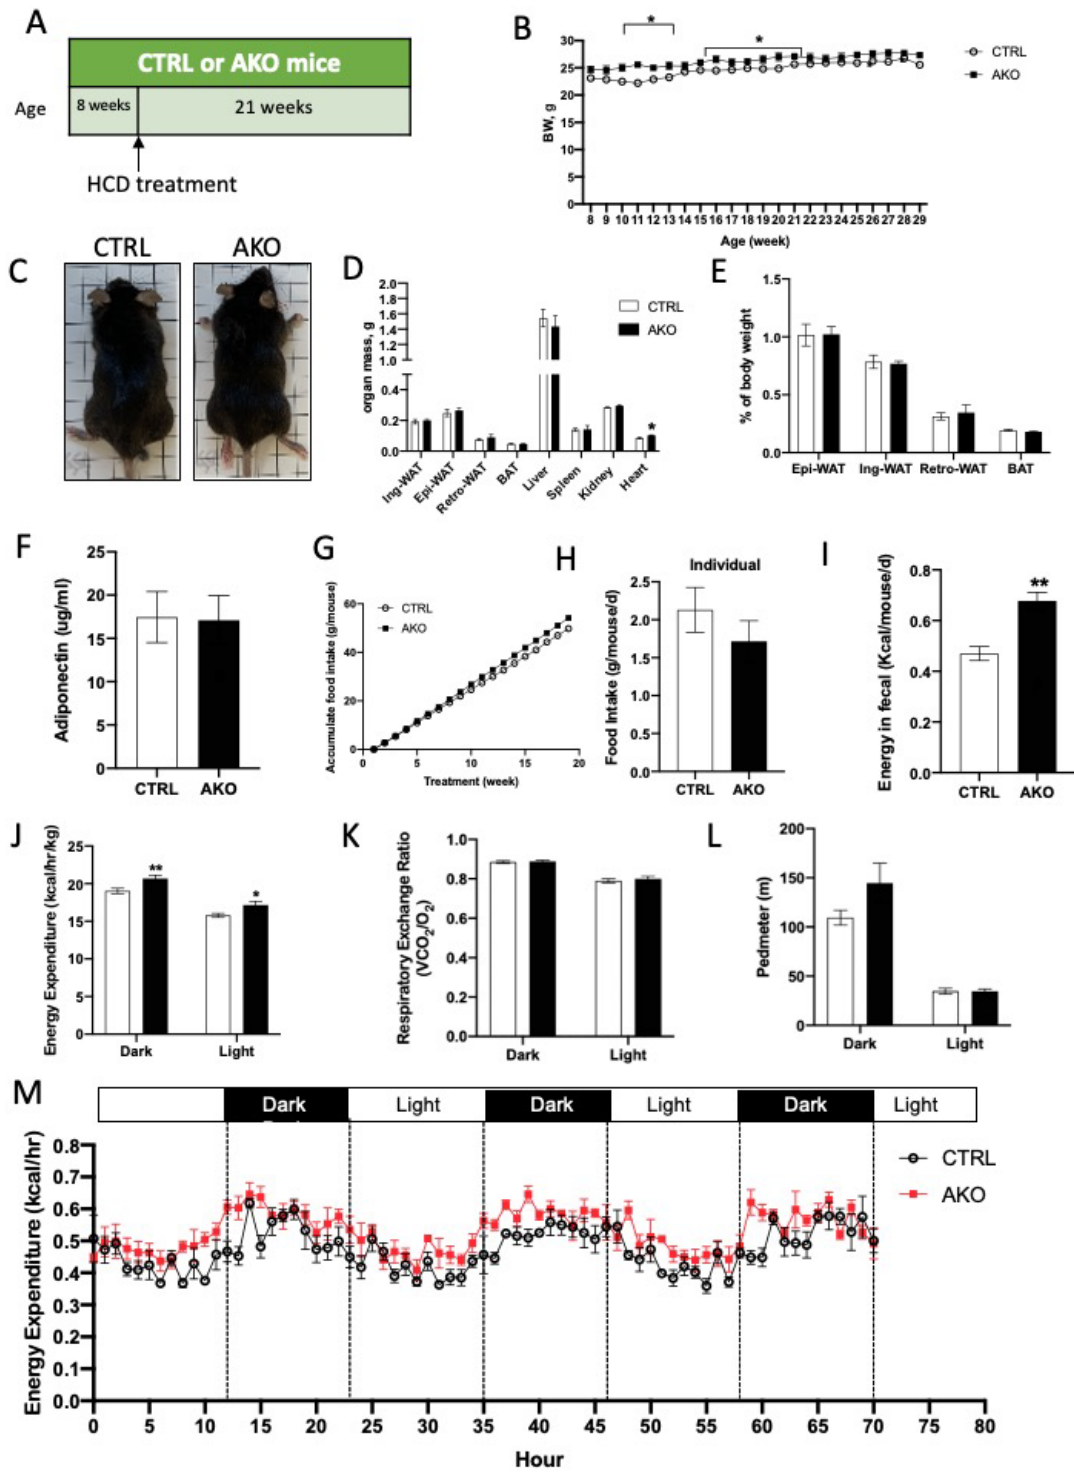 A
CTRL or AKO mice
Age
8 weeks
21 weeks
HCD treatment
B
*
*
CTRL
AKO
BW, g
30
25
20
15
10
5
0
8 9 10 11 12 13 14 15 16 17 18 19 20 21 22 23 24 25 26 27 28 29
Age (week)
C
CTRL
AKO
D
organ mass, g
2.0
1.8
1.6
1.4
1.2
1.0
0.4
0.2
0.0
CTRL
AKO
*
Ing-WAT
Epi-WAT
Retro-WAT
BAT
Liver
Spleen
Kidney
Heart
E
% of body weight
1.5
1.0
0.5
0.0
Epi-WAT
Ing-WAT
Retro-WAT
BAT
F
Adiponectin (ug/ml)
25
20
15
10
5
0
CTRL
AKO
G
Accumulate food intake (g/mouse)
60
40
20
0
CTRL
AKO
0 5 10 15 20
Treatment (week)
H
Individual
Food Intake (g/mouse/d)
2.5
2.0
1.5
1.0
0.5
0.0
CTRL
AKO
I
Energy in fecal (Kcal/mouse/d)
0.8
0.6
0.4
0.2
0.0
**
CTRL
AKO
J
Energy Expenditure (kcal/hr/kg)
25
20
15
10
5
0
**
*
Dark
Light
K
Respiratory Exchange Ratio
(VCO₂/O₂)
1.0
0.8
0.6
0.4
0.2
0.0
Dark
Light
L
Pedmeter (m)
200
150
100
50
0
Dark
Light
M
Dark
Light
Dark
Light
Dark
Light
Energy Expenditure (kcal/hr)
0.8
0.7
0.6
0.5
0.4
0.3
0.2
0.1
0.0
CTRL
AKO
0 5 10 15 20 25 30 35 40 45 50 55 60 65 70 75 80
Hour